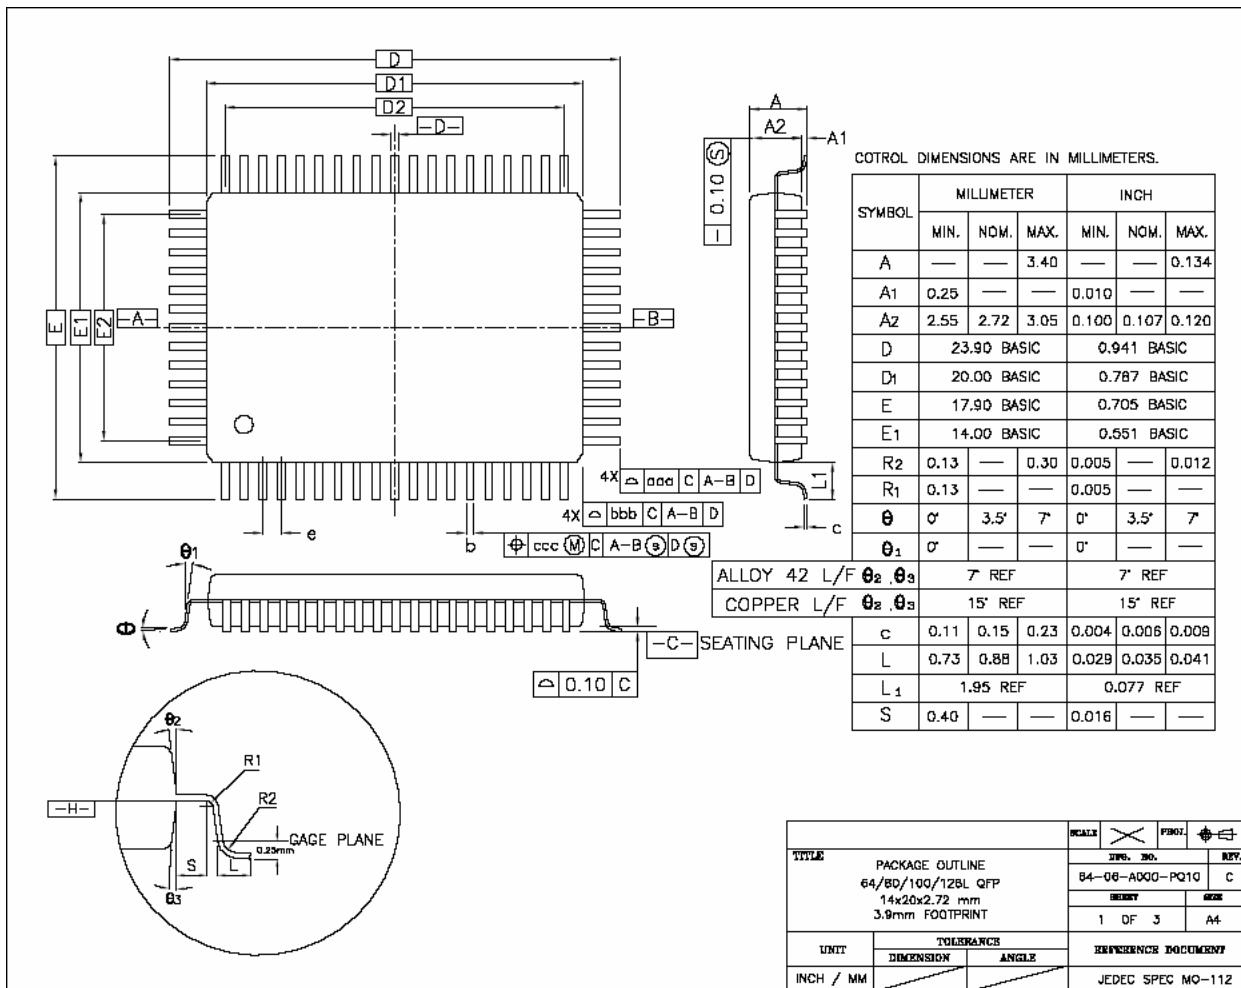 D
D1
D2
-D-
A
A2
A1
0.10 S
COTROL DIMENSIONS ARE IN MILLIMETERS.
SYMBOL MILLIMETER INCH
MIN. NOM. MAX. MIN. NOM. MAX.
A — — 3.40 — — 0.134
A1 0.25 — — 0.010 — —
A2 2.55 2.72 3.05 0.100 0.107 0.120
D 23.90 BASIC 0.941 BASIC
D1 20.00 BASIC 0.787 BASIC
E 17.90 BASIC 0.705 BASIC
E1 14.00 BASIC 0.551 BASIC
R2 0.13 — 0.30 0.005 — 0.012
R1 0.13 — — 0.005 — —
θ 0° 3.5° 7° 0° 3.5° 7°
θ1 0° — — 0° — —
ALLOY 42 L/F θ2 ,θ3 7° REF 7° REF
COPPER L/F θ2 ,θ3 15° REF 15° REF
c 0.11 0.15 0.23 0.004 0.006 0.009
L 0.73 0.88 1.03 0.029 0.035 0.041
L1 1.95 REF 0.077 REF
S 0.40 — — 0.016 — —
E
E1
E2
-A-
-B-
L1
c
4X aaa C A-B D
4X bbb C A-B D
e
b
ccc M C A-B S D S
θ1
θ
-C- SEATING PLANE
0.10 C
θ2
R1
R2
-H-
GAGE PLANE
0.25mm
S
L
θ3
SCALE PROJ.
TITLE
PACKAGE OUTLINE
64/80/100/128L QFP
14x20x2.72 mm
3.9mm FOOTPRINT
DWG. NO. REV.
64-06-A000-PQ10 C
SHEET SIZE
1 OF 3 A4
UNIT TOLERANCE
DIMENSION ANGLE
REFERENCE DOCUMENT
INCH / MM
JEDEC SPEC MO-112